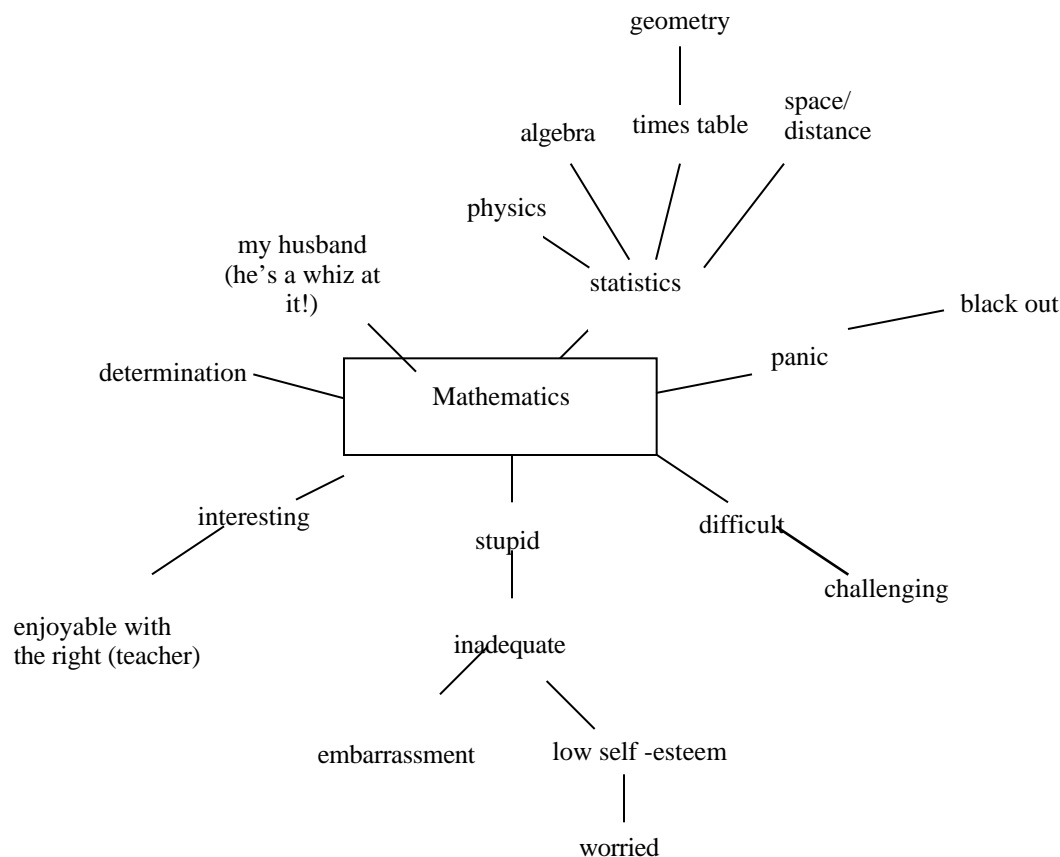 geometry
space/
distance
times table
algebra
physics
my husband
(he’s a whiz at
it!)
statistics
black out
panic
determination
Mathematics
interesting
stupid
difficult
challenging
enjoyable with
the right (teacher)
inadequate
embarrassment
low self -esteem
worried